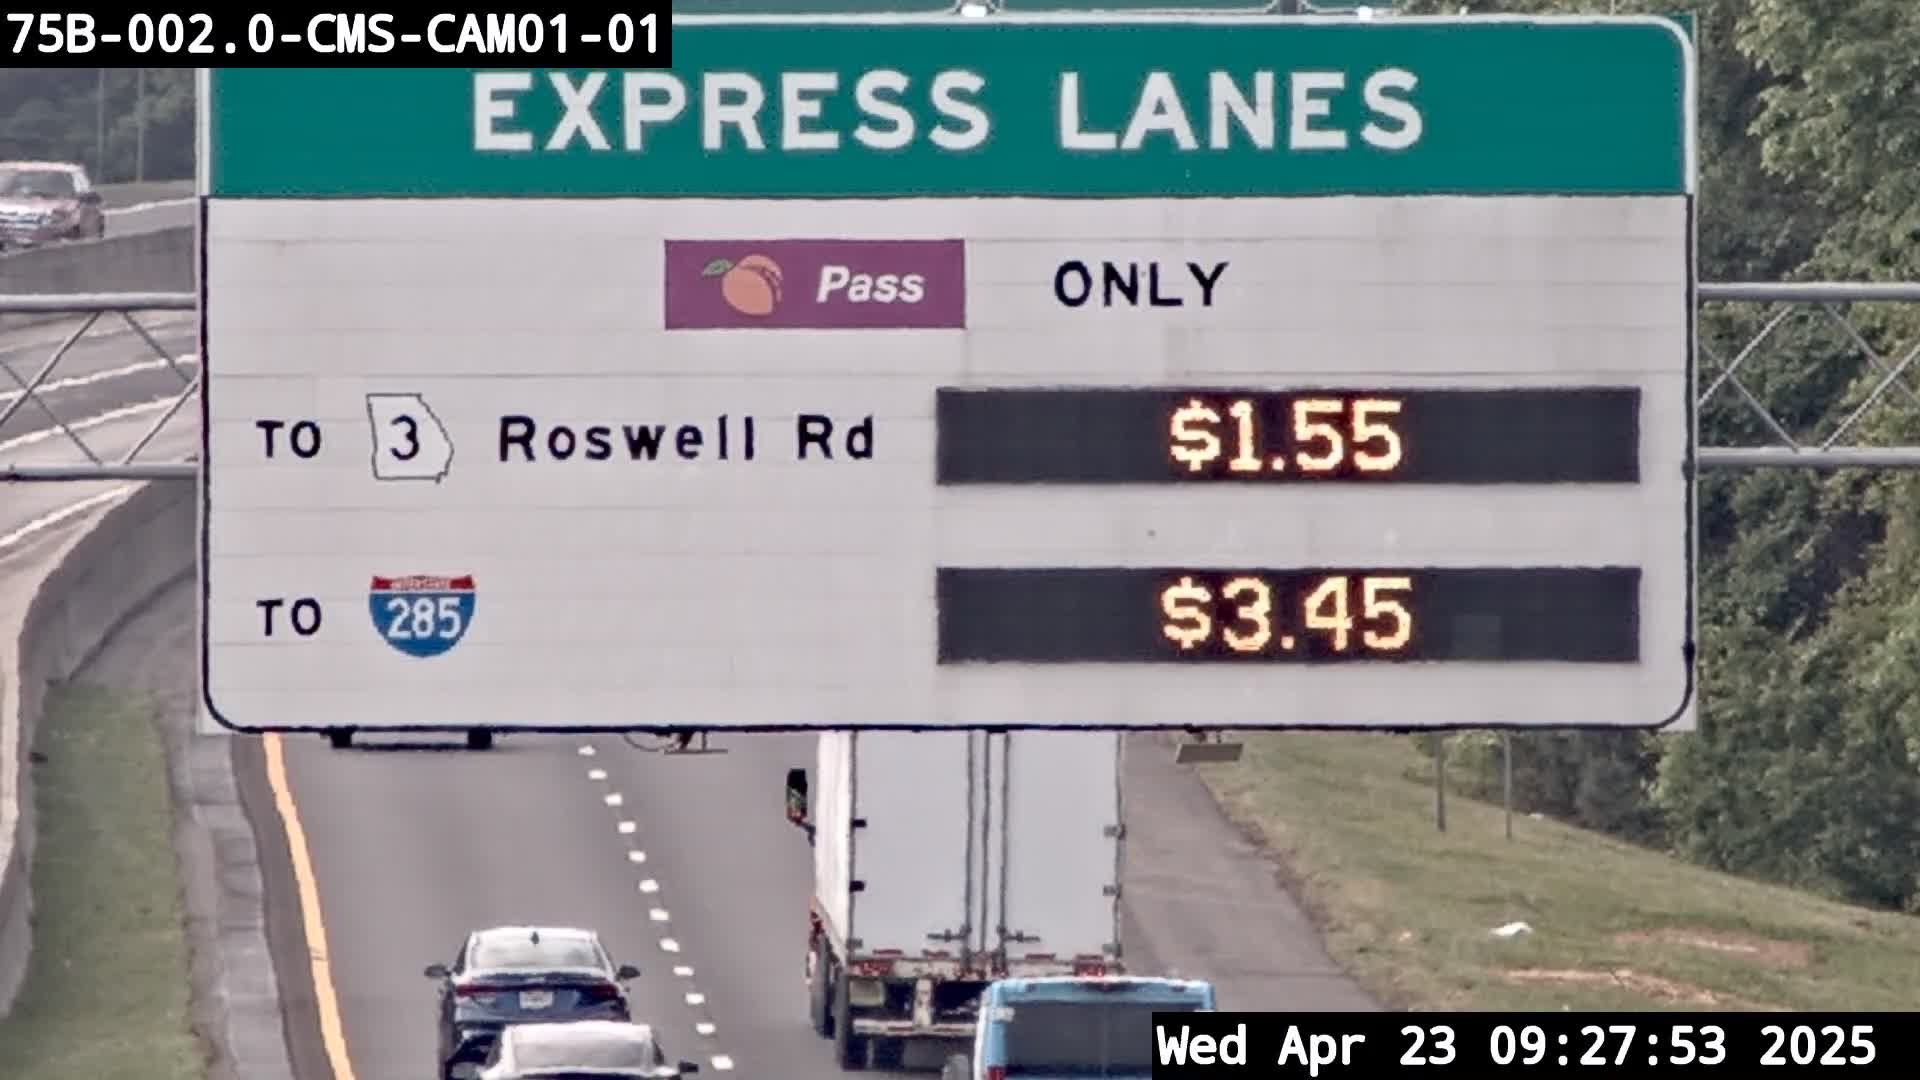 75B-002.0-CMS-CAM01-01
EXPRESS LANES
Pass ONLY
TO 3 Roswell Rd $1.55
INTERSTATE
TO 285 $3.45
Wed Apr 23 09:27:53 2025